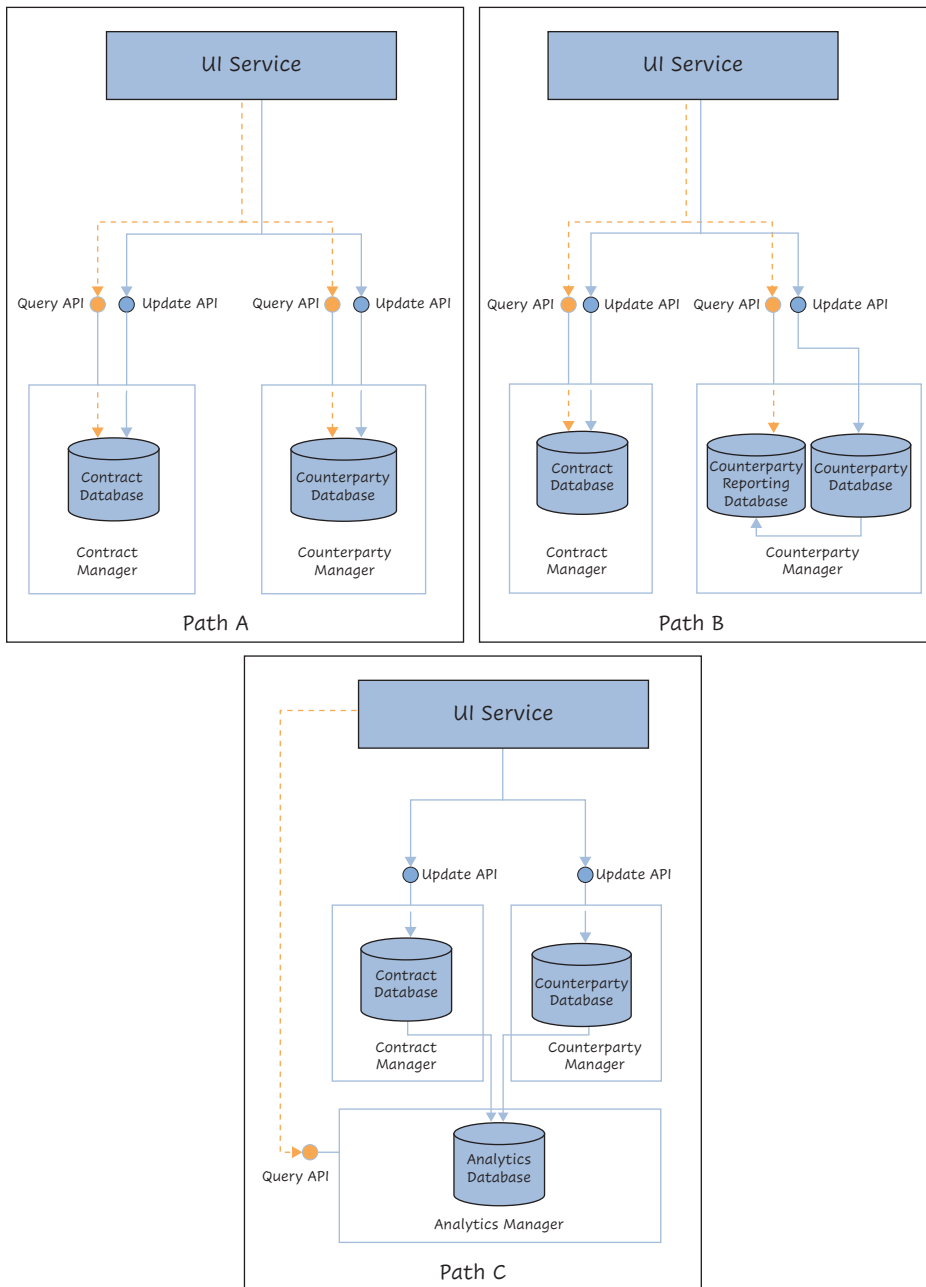 UI Service
Query API
Update API
Query API
Update API
Contract
Database
Counterparty
Database
Contract
Manager
Counterparty
Manager
Path A
UI Service
Query API
Update API
Query API
Update API
Contract
Database
Counterparty
Reporting
Database
Counterparty
Database
Contract
Manager
Counterparty
Manager
Path B
UI Service
Update API
Update API
Contract
Database
Counterparty
Database
Contract
Manager
Counterparty
Manager
Query API
Analytics
Database
Analytics Manager
Path C